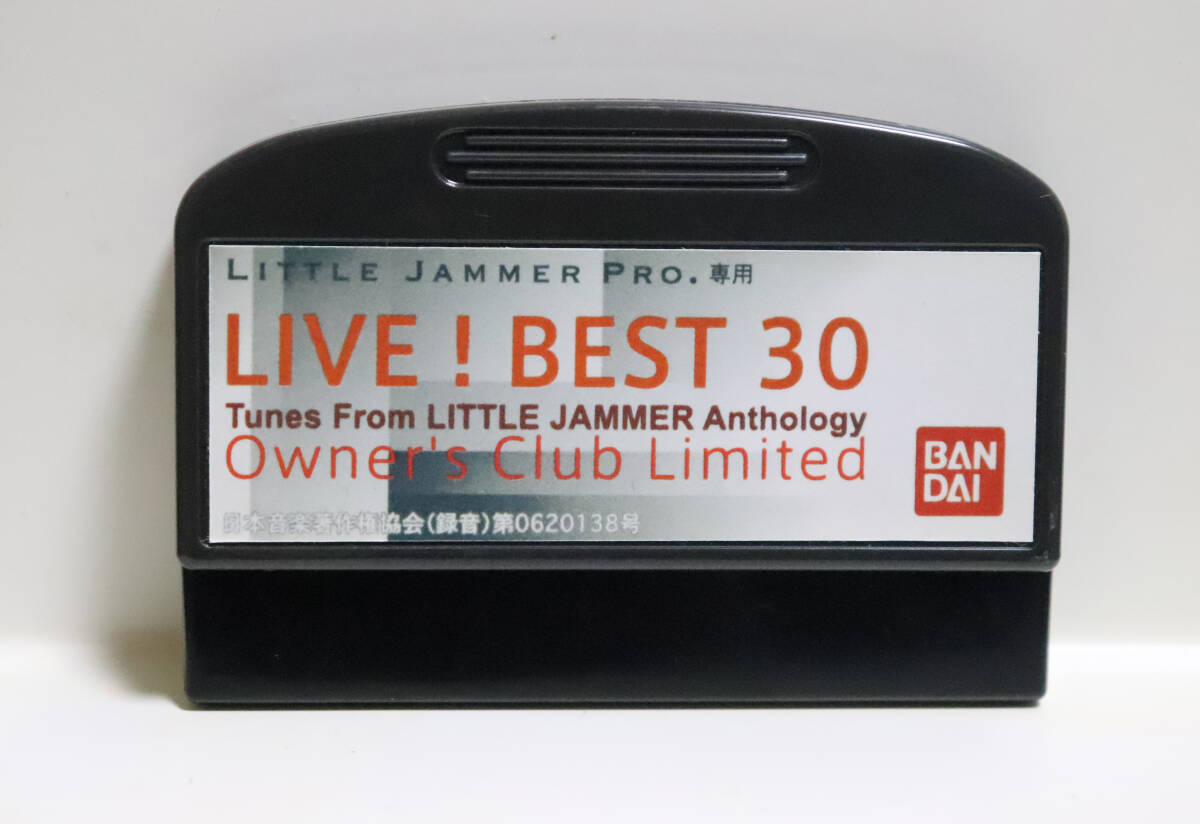 LITTLE JAMMER PRO. 専用
LIVE ! BEST 30
Tunes From LITTLE JAMMER Anthology
Owner's Club Limited
BAN
DAI
日本音楽著作権協会(録音)第0620138号